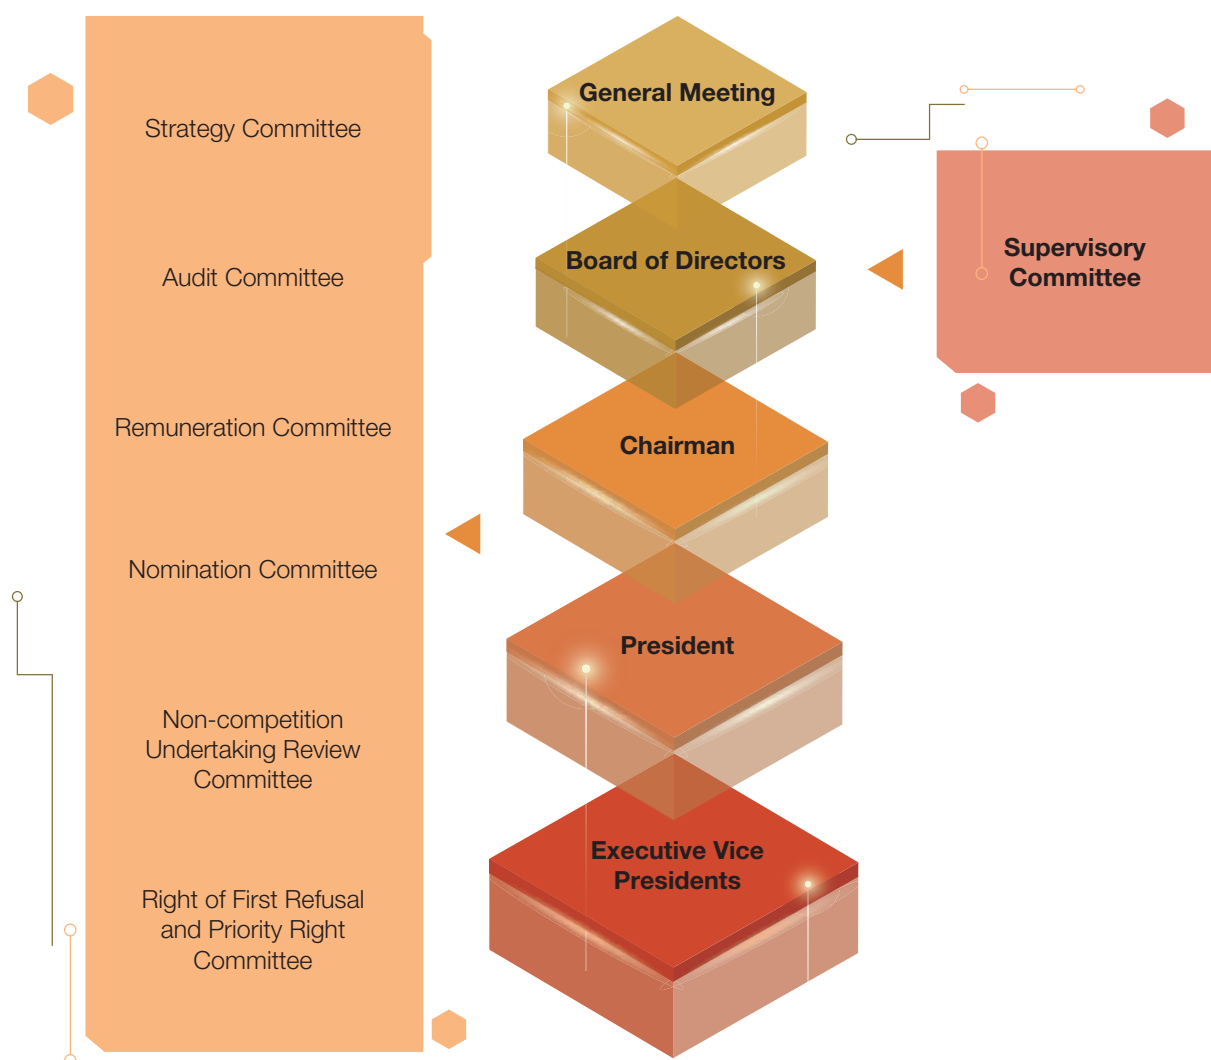 Strategy Committee
Audit Committee
Remuneration Committee
Nomination Committee
Non-competition
Undertaking Review
Committee
Right of First Refusal
and Priority Right
Committee
General Meeting
Board of Directors
Chairman
President
Executive Vice
Presidents
Supervisory
Committee